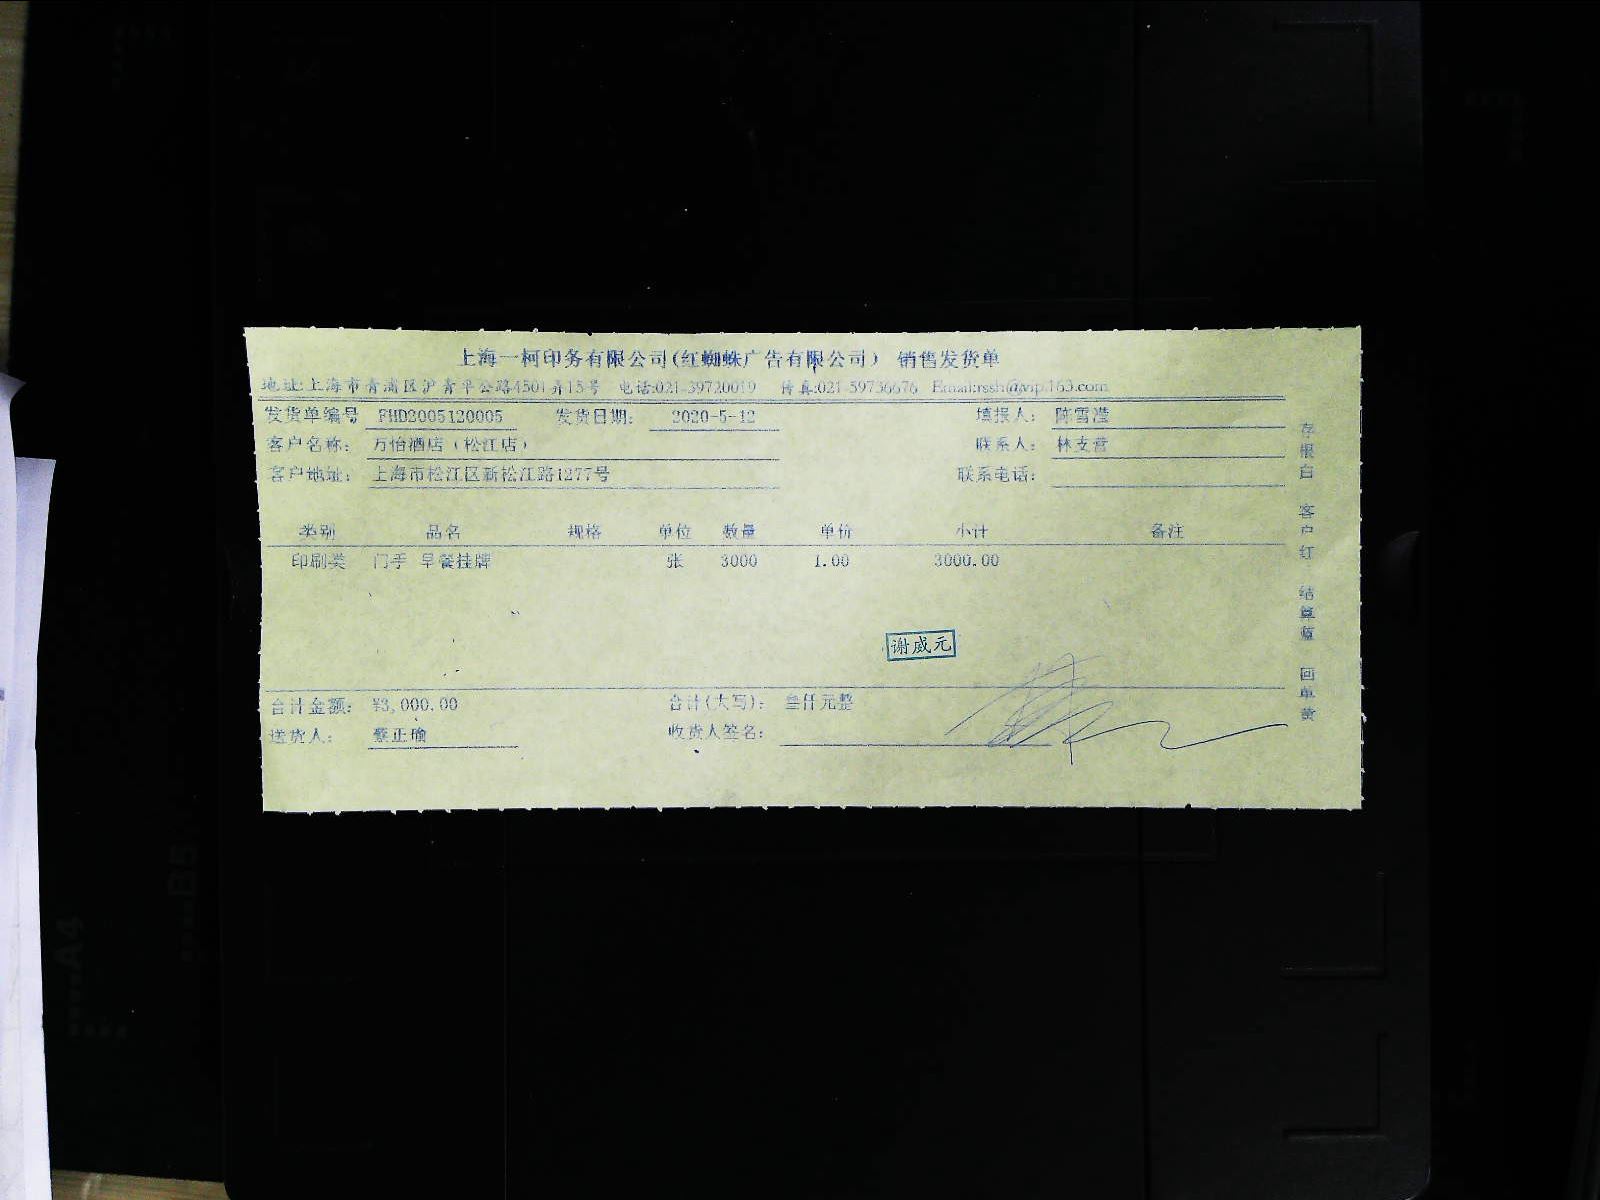 上海一柯印务有限公司(红蜘蛛广告有限公司) 销售发货单
地址:上海市青浦区沪青平公路4501弄15号 电话:021-39720019 传真:021-59736676 Email:rssh@vip.163.com
发货单编号 FHD2005120005 发货日期: 2020-5-12 填报人: 陈雪滢
客户名称: 万怡酒店(松江店) 联系人: 林支营
客户地址: 上海市松江区新松江路1277号 联系电话:
类别 品名 规格 单位 数量 单价 小计 备注
印刷类 门手 早餐挂牌 张 3000 1.00 3000.00
谢威元
合计金额: ¥3,000.00 合计(大写): 叁仟元整
送货人: 蔡正瑜 收货人签名:
存根白 客户红 结算蓝 回单黄
A4
B5